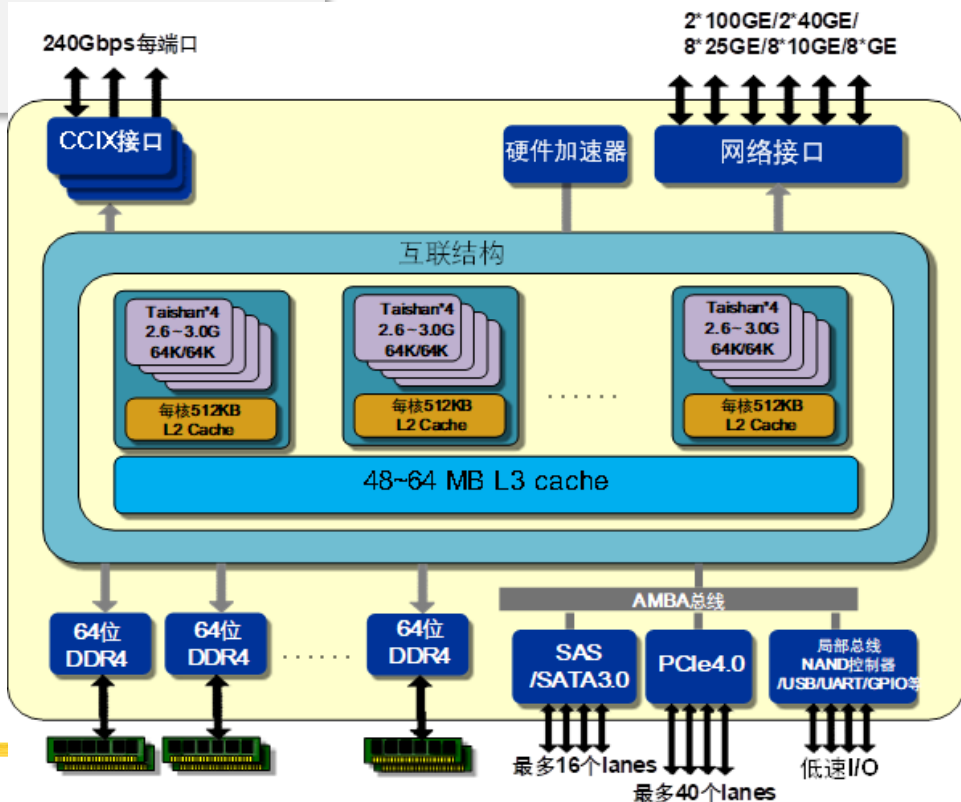 240Gbps每端口
2*100GE/2*40GE/
8*25GE/8*10GE/8*GE
CCIX接口
硬件加速器
网络接口
互联结构
Taishan*4
2.6~3.0G
64K/64K
每核512KB
L2 Cache
Taishan*4
2.6~3.0G
64K/64K
每核512KB
L2 Cache
······
Taishan*4
2.6~3.0G
64K/64K
每核512KB
L2 Cache
48~64 MB L3 cache
64位
DDR4
64位
DDR4
······
64位
DDR4
AMBA总线
SAS
/SATA3.0
PCIe4.0
局部总线
NAND控制器
/USB/UART/GPIO等
最多16个lanes
最多40个lanes
低速I/O